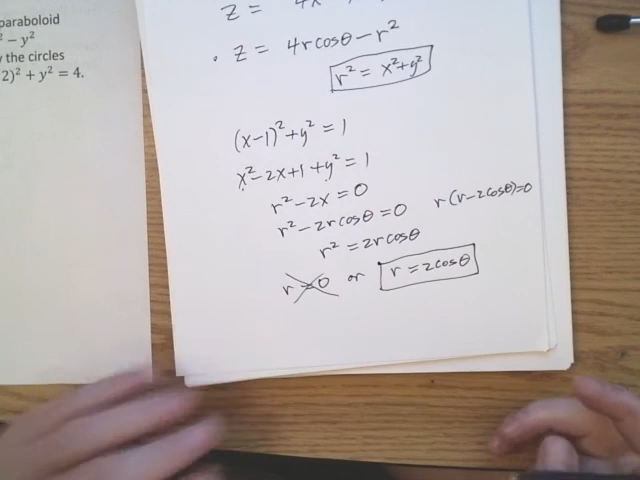 paraboloid
² − y²
the circles
2)² + y² = 4.
z = 4x
• z = 4r cosθ − r²
r² = x² + y²
(x−1)² + y² = 1
x² − 2x + 1 + y² = 1
r² − 2x = 0
r² − 2r cosθ = 0 r(r − 2cosθ) = 0
r² = 2r cosθ
r = 0 or r = 2cosθ